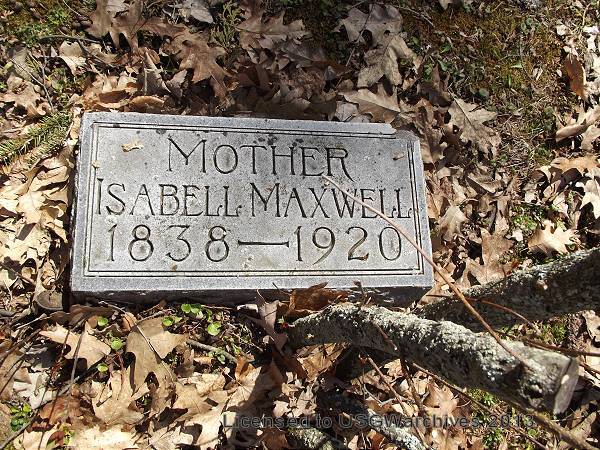 Mother
Isabell Maxwell
1838—1920
Licensed to USGWarchives 2013